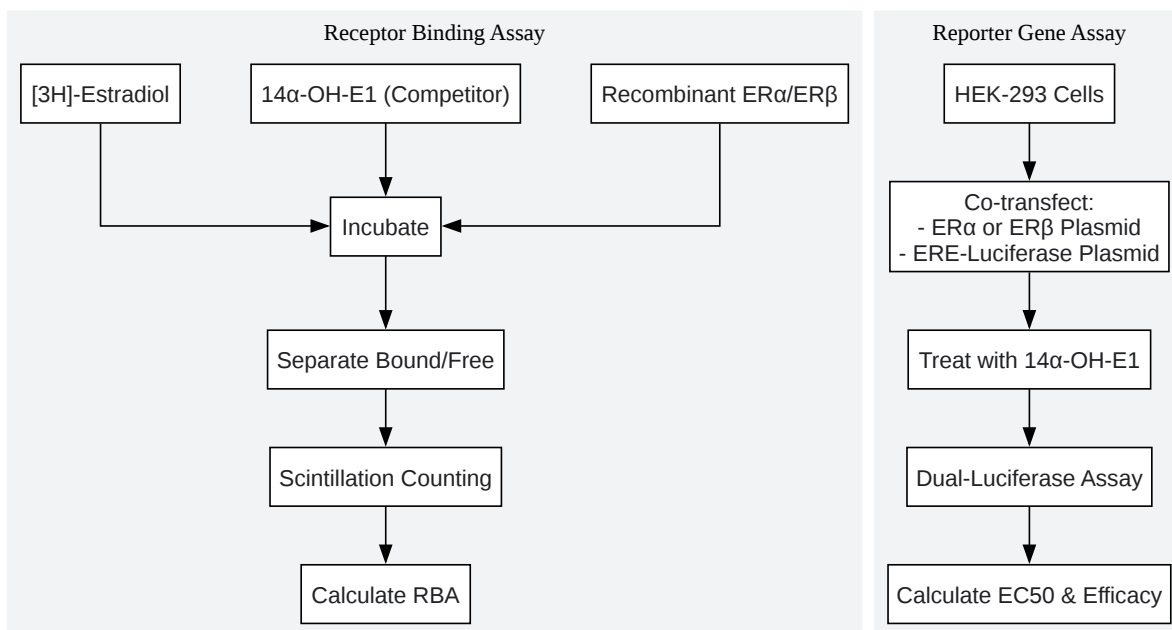 Receptor Binding Assay
[3H]-Estradiol
14α-OH-E1 (Competitor)
Recombinant ERα/ERβ
Incubate
Separate Bound/Free
Scintillation Counting
Calculate RBA
Reporter Gene Assay
HEK-293 Cells
Co-transfect:
- ERα or ERβ Plasmid
- ERE-Luciferase Plasmid
Treat with 14α-OH-E1
Dual-Luciferase Assay
Calculate EC50 & Efficacy